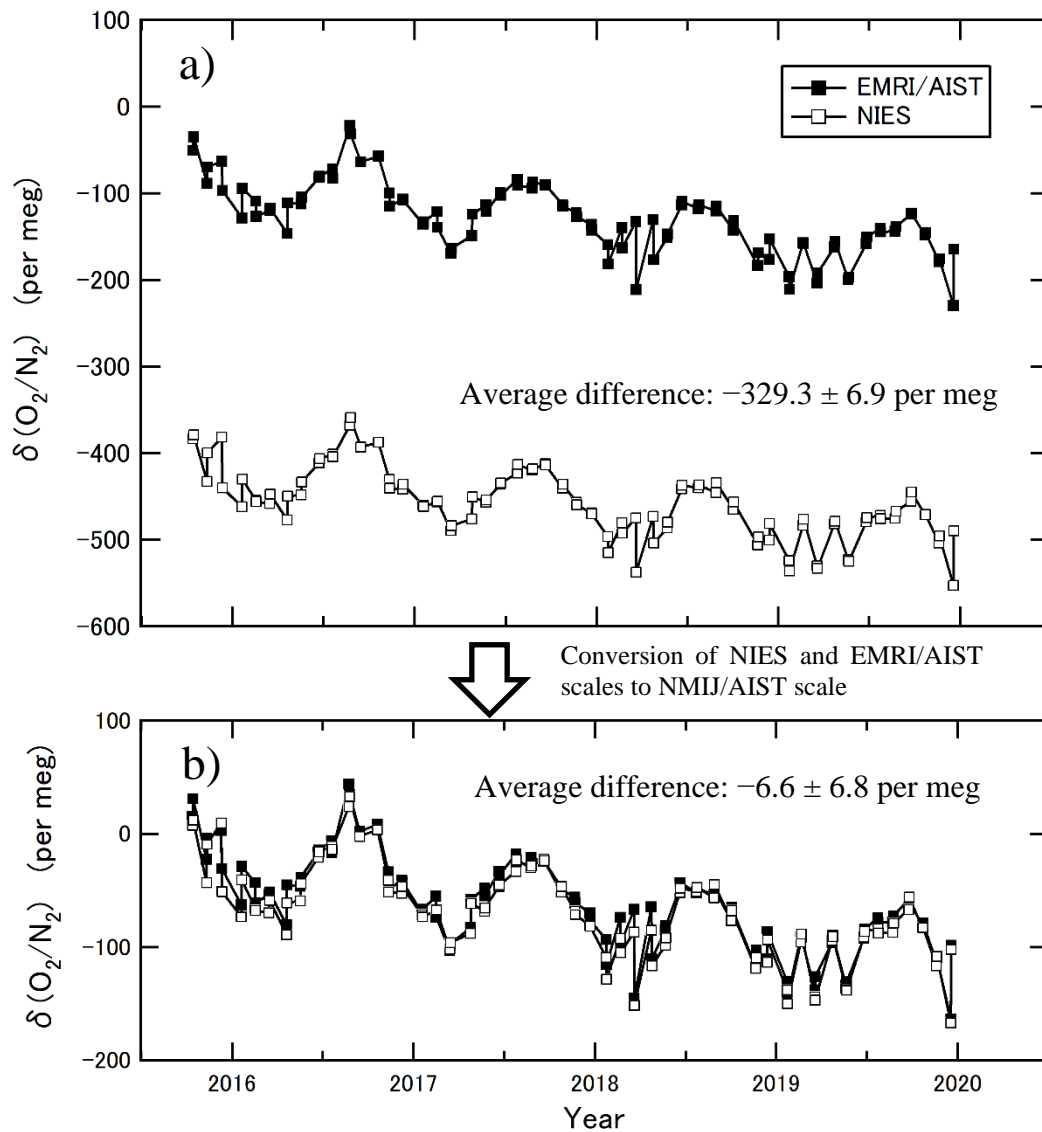 a)
EMRI/AIST
NIES
100
0
−100
−200
−300
−400
−500
−600
δ(O₂/N₂) (per meg)
Average difference: −329.3 ± 6.9 per meg
Conversion of NIES and EMRI/AIST
scales to NMIJ/AIST scale
b)
Average difference: −6.6 ± 6.8 per meg
100
0
−100
−200
δ(O₂/N₂) (per meg)
2016 2017 2018 2019 2020
Year